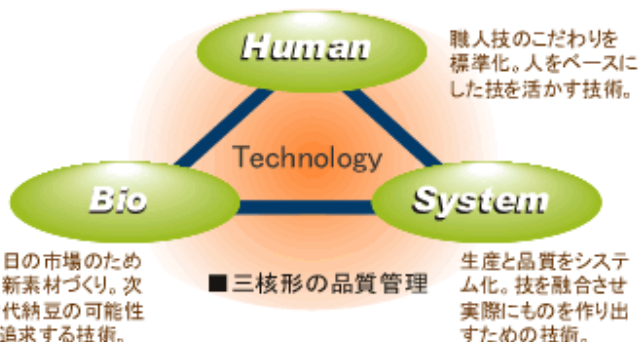 Human
職人技のこだわりを
標準化。人をベースに
した技を活かす技術。
Technology
Bio
System
日の市場のため
新素材づくり。次
代納豆の可能性
追求する技術。
■三核形の品質管理
生産と品質をシステ
ム化。技を融合させ
実際にものを作り出
すための技術。